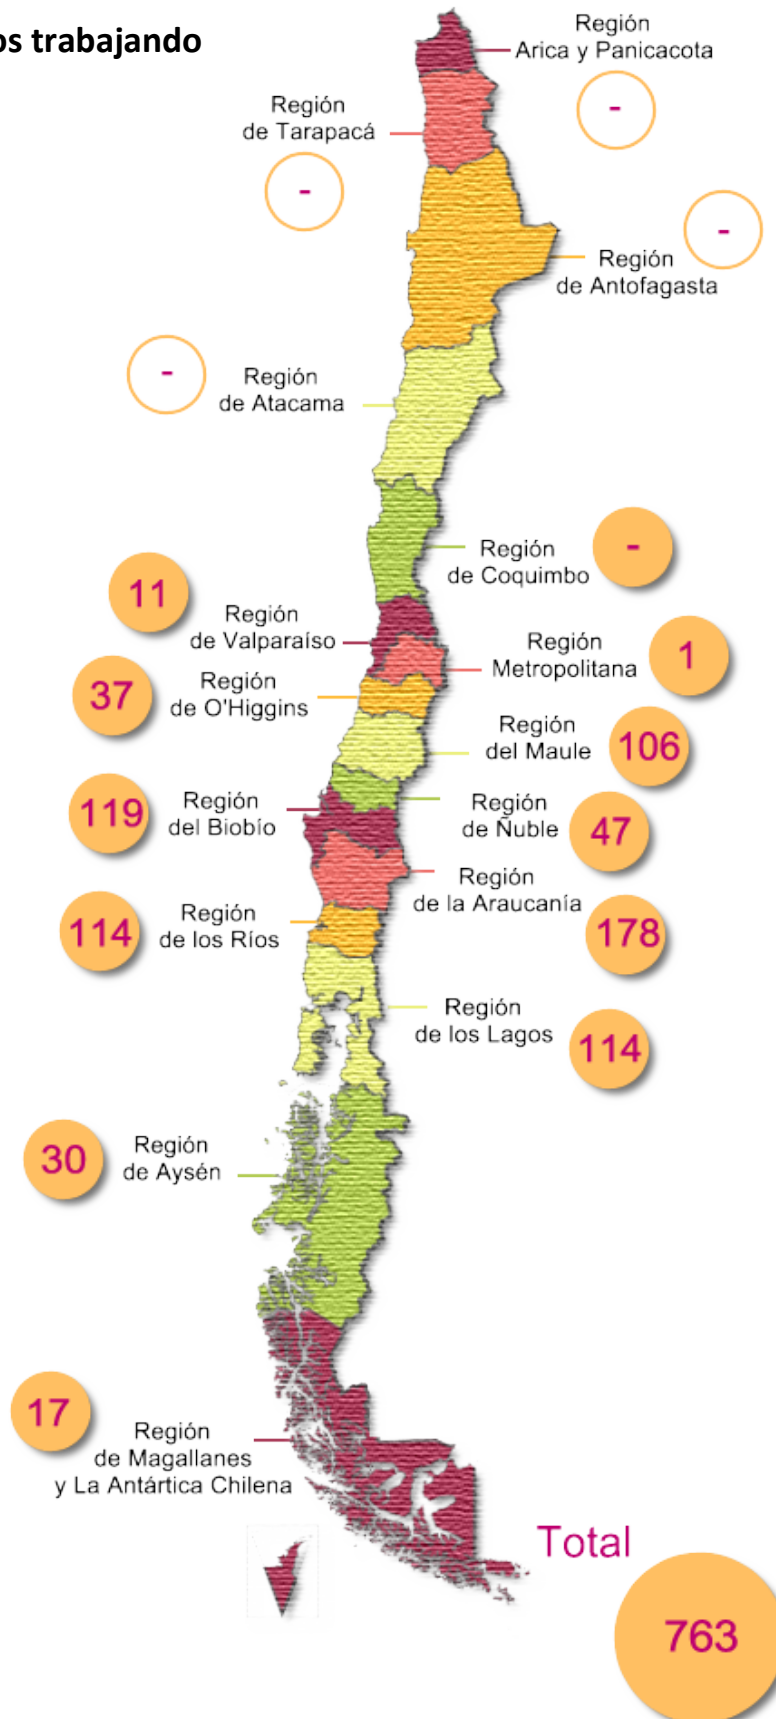 os trabajando
Región
Arica y Panicacota
-
Región
de Tarapacá
-
-
Región
de Antofagasta
-
Región
de Atacama
Región
de Coquimbo
-
11
Región
de Valparaíso
Región
Metropolitana
1
37
Región
de O'Higgins
Región
del Maule
106
119
Región
del Biobío
Región
de Ñuble
47
Región
de la Araucanía
178
114
Región
de los Ríos
Región
de los Lagos
114
30
Región
de Aysén
17
Región
de Magallanes
y La Antártica Chilena
Total
763